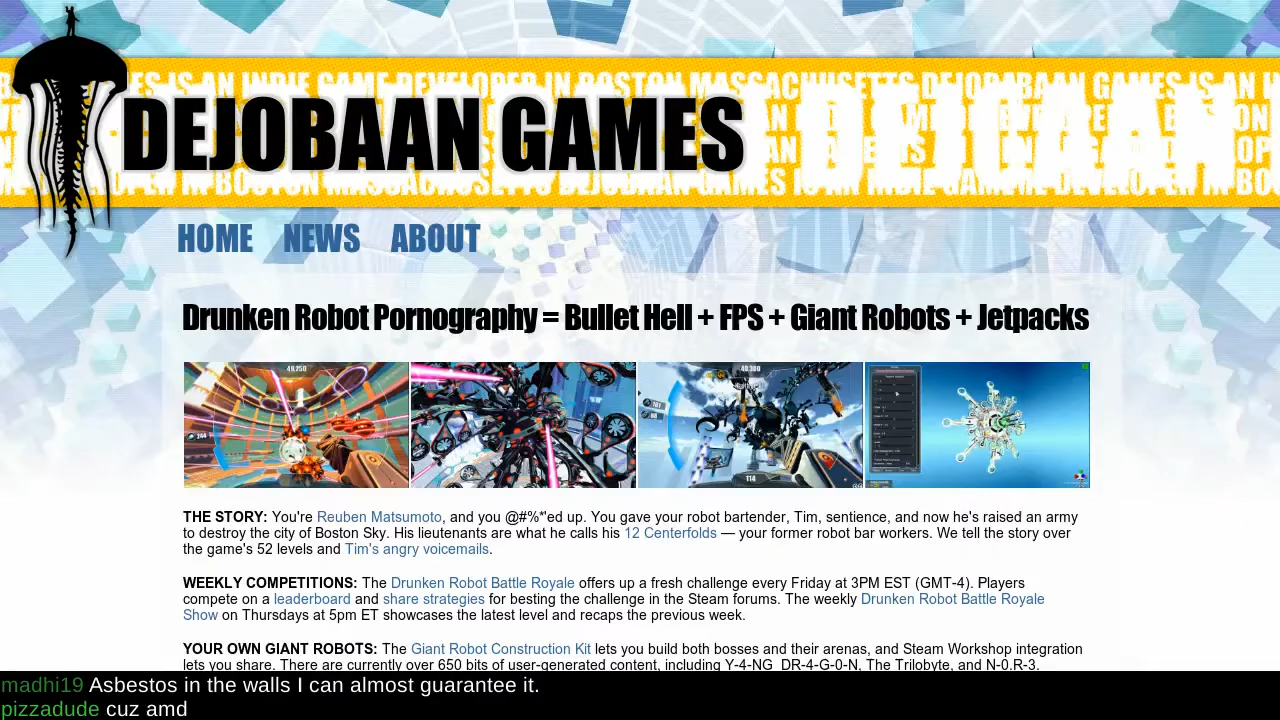 DEJOBAAN GAMES
HOME NEWS ABOUT
Drunken Robot Pornography = Bullet Hell + FPS + Giant Robots + Jetpacks
49,250
244
40,300
114
THE STORY: You're Reuben Matsumoto, and you @#%*'ed up. You gave your robot bartender, Tim, sentience, and now he's raised an army
to destroy the city of Boston Sky. His lieutenants are what he calls his 12 Centerfolds — your former robot bar workers. We tell the story over
the game's 52 levels and Tim's angry voicemails.
WEEKLY COMPETITIONS: The Drunken Robot Battle Royale offers up a fresh challenge every Friday at 3PM EST (GMT-4). Players
compete on a leaderboard and share strategies for besting the challenge in the Steam forums. The weekly Drunken Robot Battle Royale
Show on Thursdays at 5pm ET showcases the latest level and recaps the previous week.
YOUR OWN GIANT ROBOTS: The Giant Robot Construction Kit lets you build both bosses and their arenas, and Steam Workshop integration
lets you share. There are currently over 650 bits of user-generated content, including Y-4-NG_DR-4-G-0-N, The Trilobyte, and N-0.R-3.
madhi19 Asbestos in the walls I can almost guarantee it.
pizzadude cuz amd